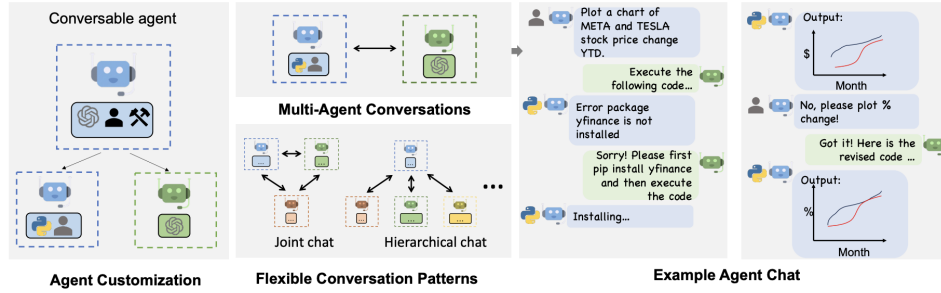 Conversable agent
Agent Customization
Multi-Agent Conversations
...
...
...
...
...
...
...
Joint chat
Hierarchical chat
Flexible Conversation Patterns
Plot a chart of
META and TESLA
stock price change
YTD.
Execute the
following code...
Error package
yfinance is not
installed
Sorry! Please first
pip install yfinance
and then execute
the code
Installing...
Output:
$
Month
No, please plot %
change!
Got it! Here is the
revised code ...
Output:
%
Month
Example Agent Chat